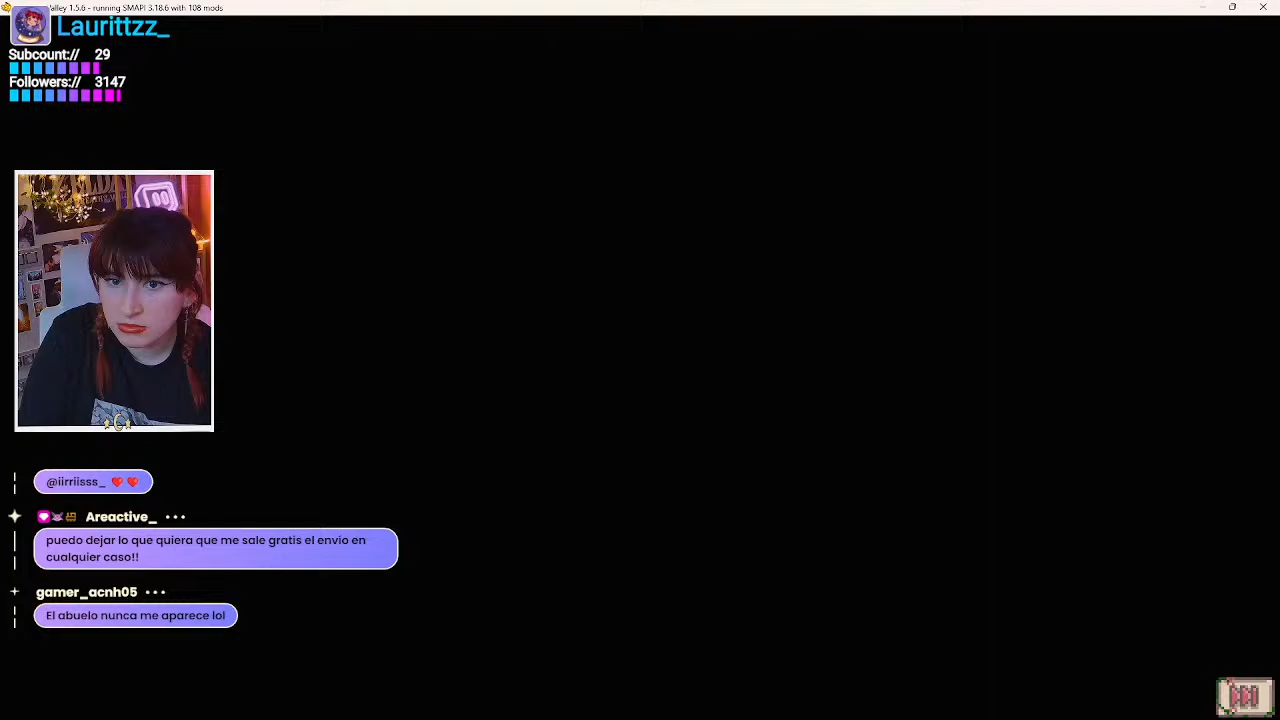 alley 1.5.6 - running SMAPI 3.18.6 with 108 mods
Laurittzz_
Subcount:// 29
Followers:// 3147
@iirriisss_ ❤️ ❤️
Areactive_ •••
puedo dejar lo que quiera que me sale gratis el envío en
cualquier caso!!
gamer_acnh05 •••
El abuelo nunca me aparece lol